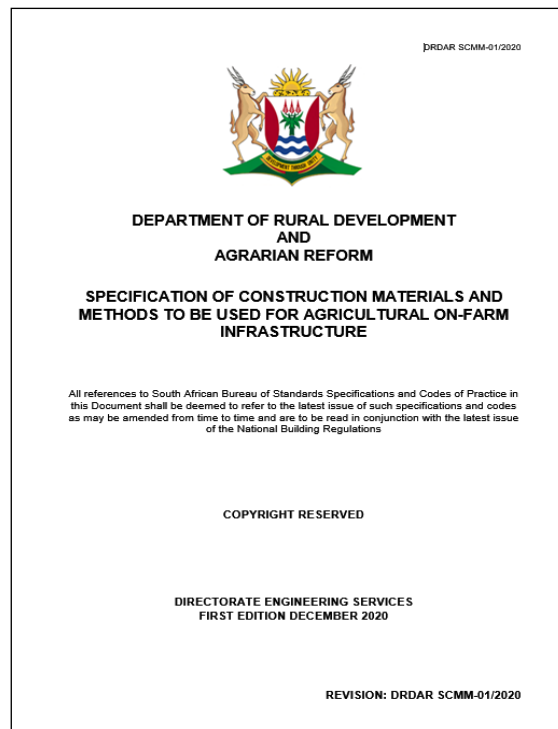 DRDAR SCMM-01/2020
DEVELOPMENT THROUGH UNITY
DEPARTMENT OF RURAL DEVELOPMENT
AND
AGRARIAN REFORM
SPECIFICATION OF CONSTRUCTION MATERIALS AND
METHODS TO BE USED FOR AGRICULTURAL ON-FARM
INFRASTRUCTURE
All references to South African Bureau of Standards Specifications and Codes of Practice in
this Document shall be deemed to refer to the latest issue of such specifications and codes
as may be amended from time to time and are to be read in conjunction with the latest issue
of the National Building Regulations
COPYRIGHT RESERVED
DIRECTORATE ENGINEERING SERVICES
FIRST EDITION DECEMBER 2020
REVISION: DRDAR SCMM-01/2020